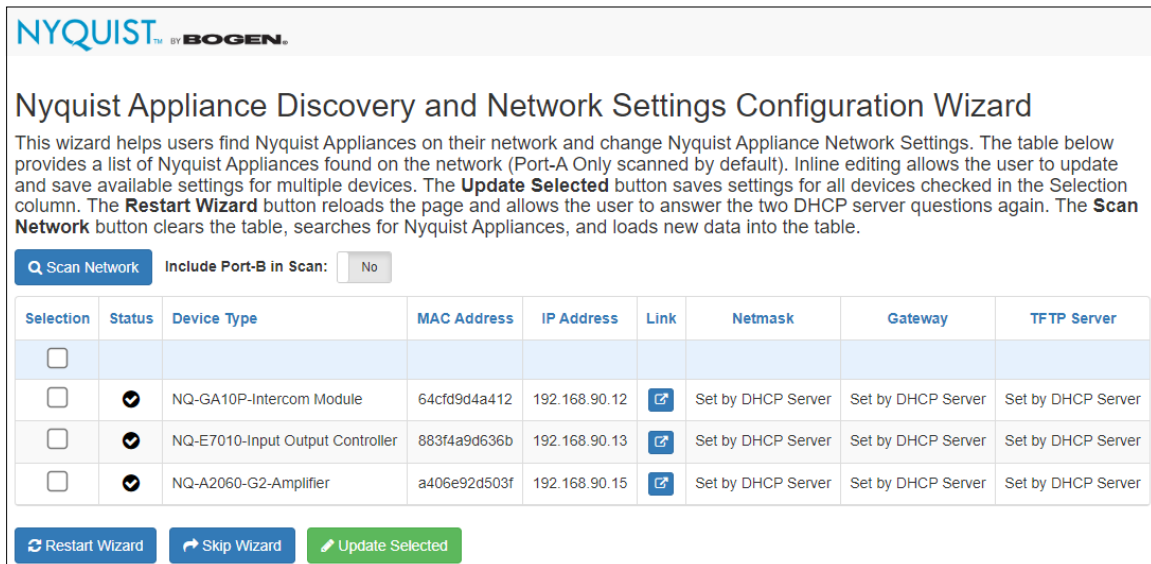 NYQUIST™ BY BOGEN®
Nyquist Appliance Discovery and Network Settings Configuration Wizard
This wizard helps users find Nyquist Appliances on their network and change Nyquist Appliance Network Settings. The table below
provides a list of Nyquist Appliances found on the network (Port-A Only scanned by default). Inline editing allows the user to update
and save available settings for multiple devices. The Update Selected button saves settings for all devices checked in the Selection
column. The Restart Wizard button reloads the page and allows the user to answer the two DHCP server questions again. The Scan
Network button clears the table, searches for Nyquist Appliances, and loads new data into the table.
Scan Network Include Port-B in Scan: No
Selection Status Device Type MAC Address IP Address Link Netmask Gateway TFTP Server
NQ-GA10P-Intercom Module 64cfd9d4a412 192.168.90.12 Set by DHCP Server Set by DHCP Server Set by DHCP Server
NQ-E7010-Input Output Controller 883f4a9d636b 192.168.90.13 Set by DHCP Server Set by DHCP Server Set by DHCP Server
NQ-A2060-G2-Amplifier a406e92d503f 192.168.90.15 Set by DHCP Server Set by DHCP Server Set by DHCP Server
Restart Wizard Skip Wizard Update Selected